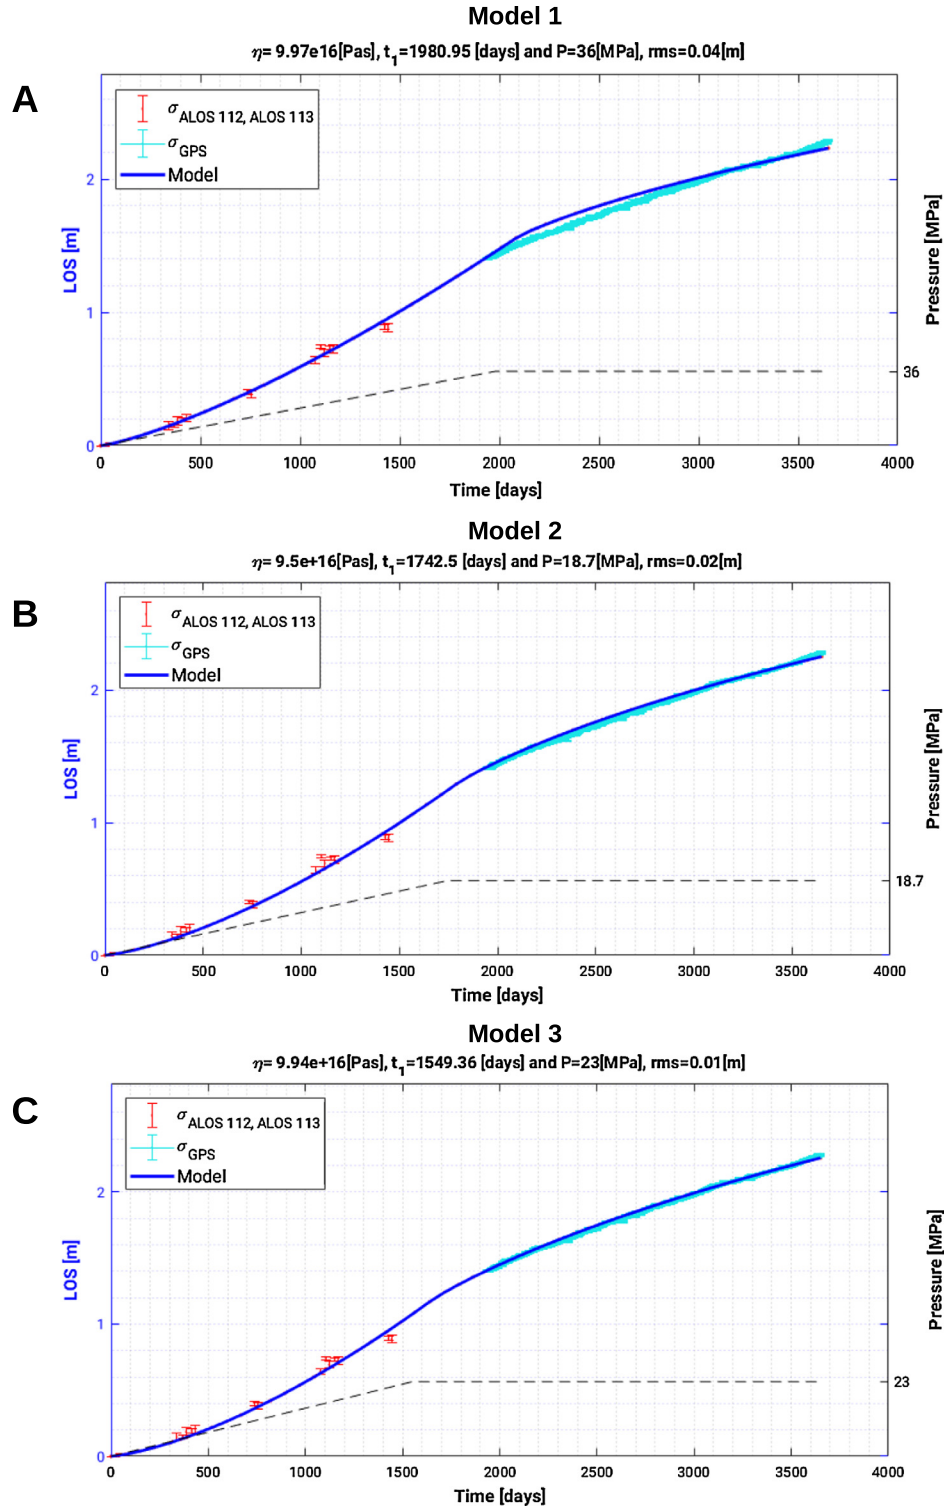 Model 1
η= 9.97e16[Pas], t1=1980.95 [days] and P=36[MPa], rms=0.04[m]
A
σALOS 112, ALOS 113
σGPS
Model
2
1
0
LOS [m]
Pressure [MPa]
36
0 500 1000 1500 2000 2500 3000 3500 4000
Time [days]
Model 2
η= 9.5e+16[Pas], t1=1742.5 [days] and P=18.7[MPa], rms=0.02[m]
B
σALOS 112, ALOS 113
σGPS
Model
2
1
0
LOS [m]
Pressure [MPa]
18.7
0 500 1000 1500 2000 2500 3000 3500 4000
Time [days]
Model 3
η= 9.94e+16[Pas], t1=1549.36 [days] and P=23[MPa], rms=0.01[m]
C
σALOS 112, ALOS 113
σGPS
Model
2
1
0
LOS [m]
Pressure [MPa]
23
0 500 1000 1500 2000 2500 3000 3500 4000
Time [days]